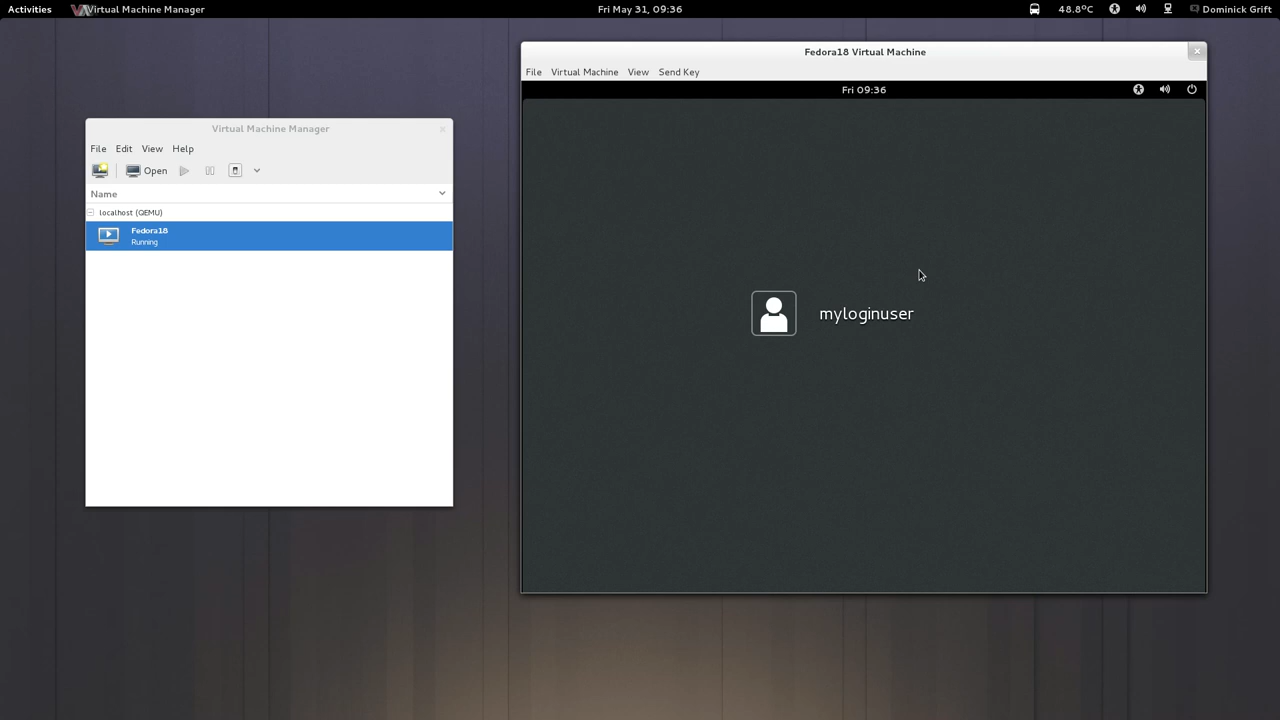 Activities Virtual Machine Manager Fri May 31, 09:36 48.8ºC Dominick Grift
Virtual Machine Manager
File Edit View Help
Open
Name
localhost (QEMU)
Fedora18
Running
Fedora18 Virtual Machine
File Virtual Machine View Send Key
Fri 09:36
myloginuser